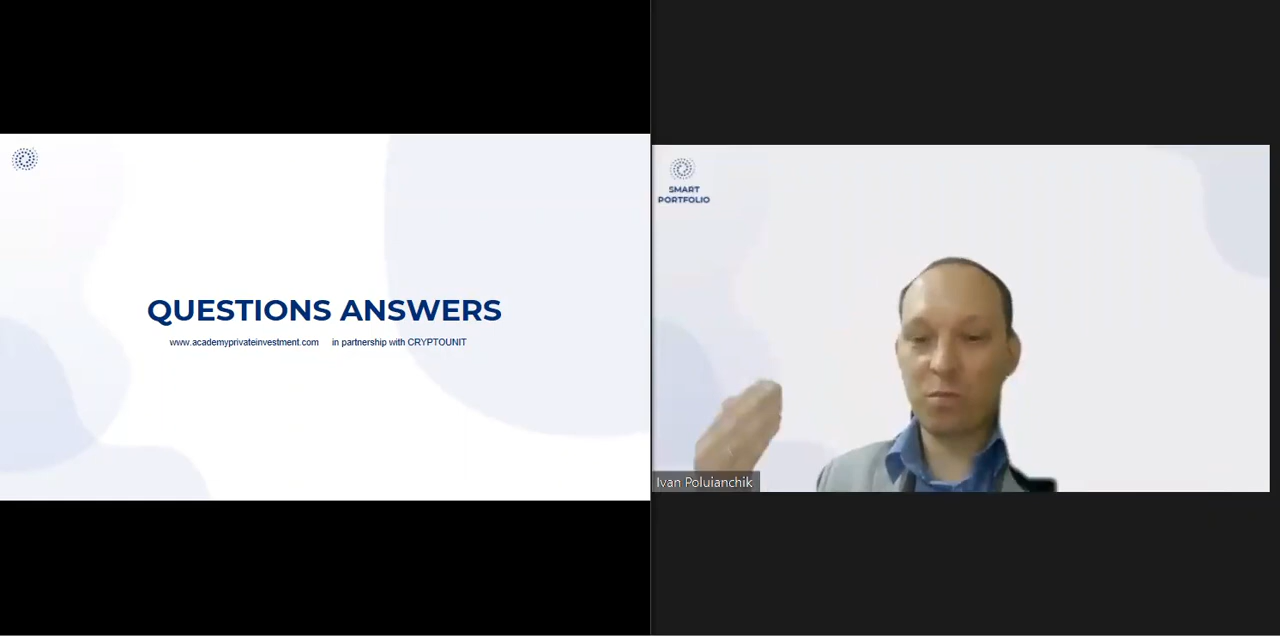 QUESTIONS ANSWERS
www.academyprivateinvestment.com in partnership with CRYPTOUNIT
SMART
PORTFOLIO
Ivan Poluianchik